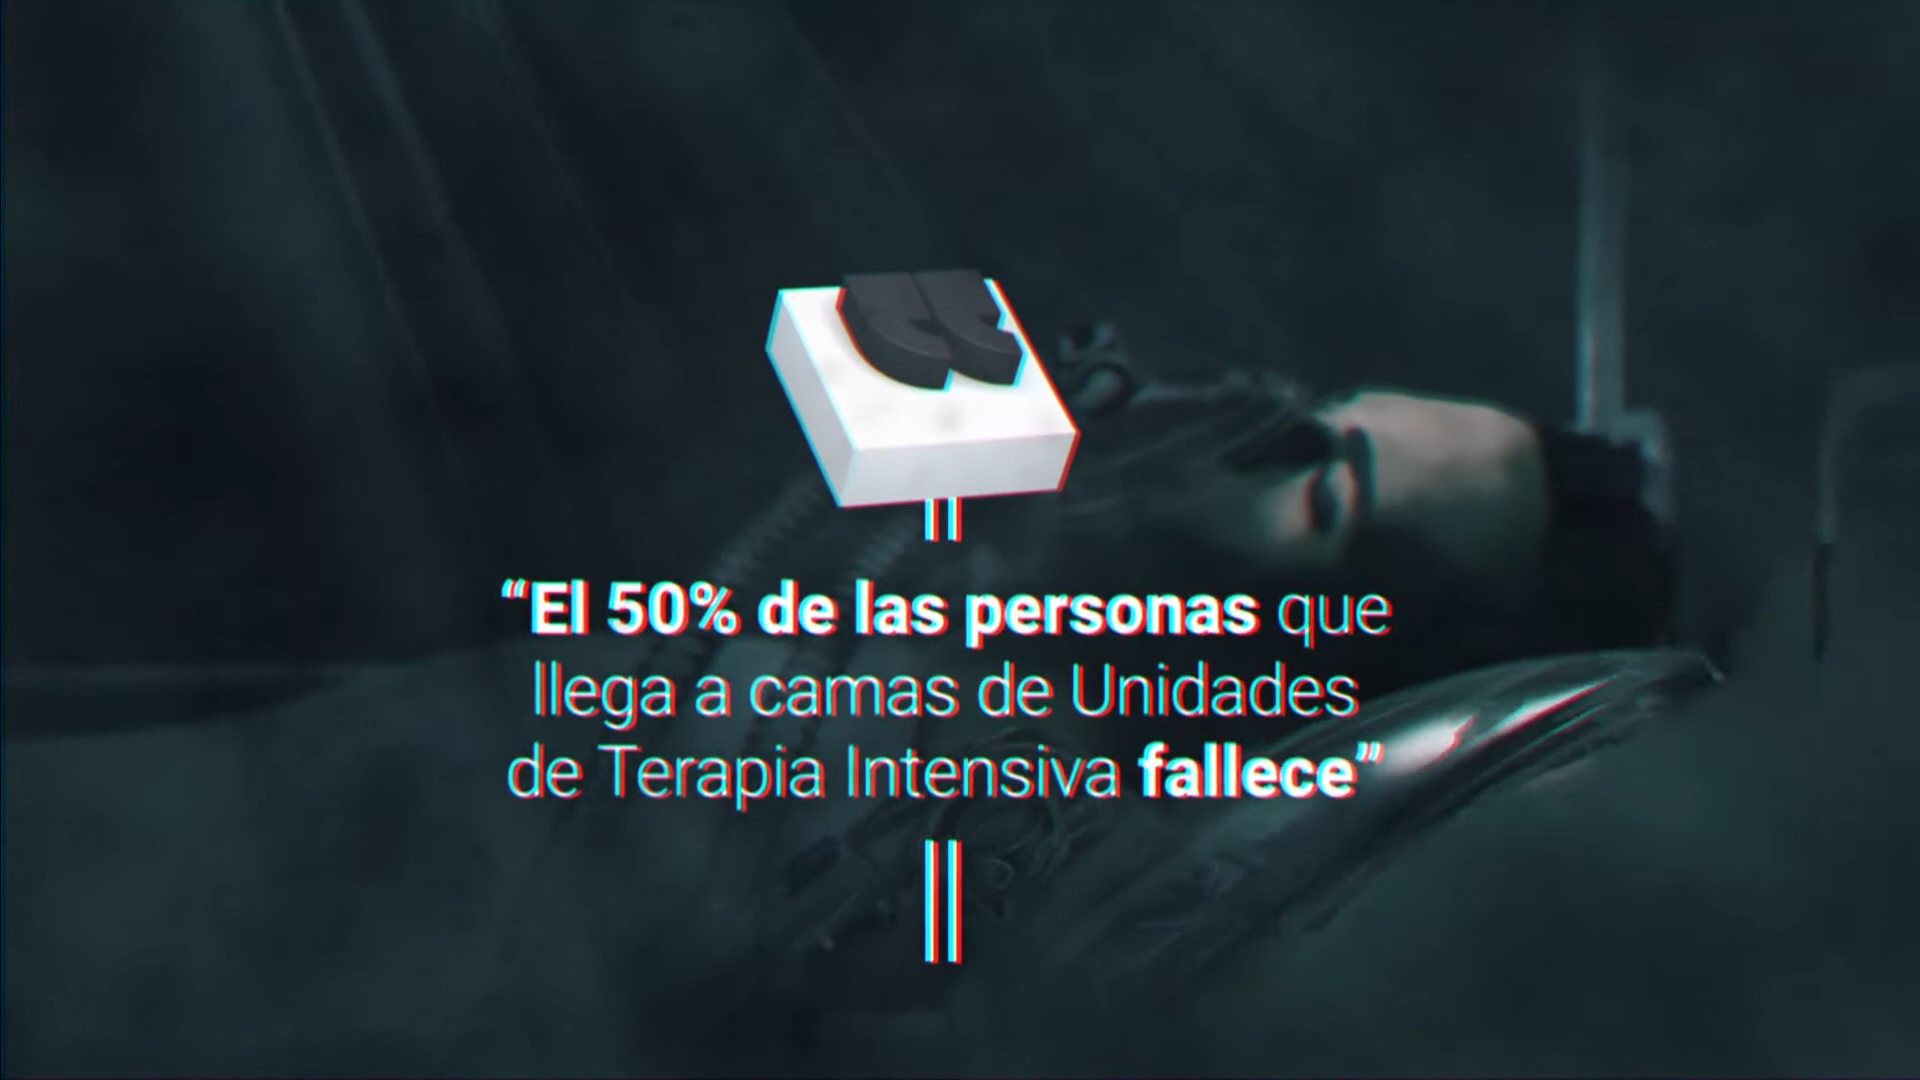 “El 50% de las personas que
llega a camas de Unidades
de Terapia Intensiva fallece”